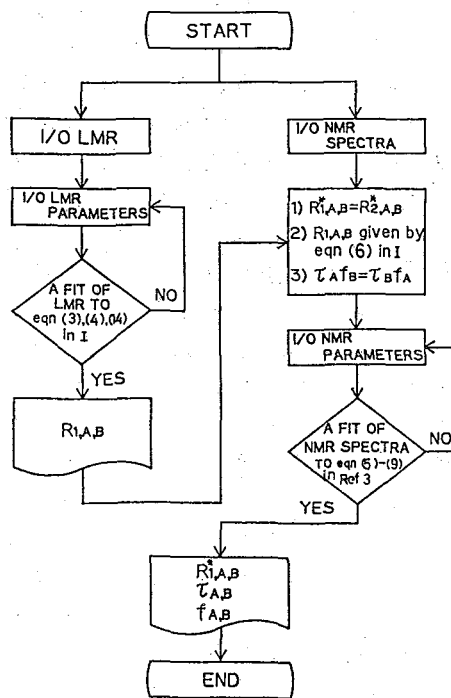 START
I/O LMR
I/O LMR
PARAMETERS
A FIT OF
LMR TO
eqn (3),(4),(14)
in I
NO
YES
R1,A,B
I/O NMR
SPECTRA
1) R*1,A,B=R*2,A,B
2) R1,A,B given by
eqn (6) in I
3) τAfB=τBfA
I/O NMR
PARAMETERS
A FIT OF
NMR SPECTRA
TO eqn (5)-(9)
in Ref 3
NO
YES
R*1,A,B
τA,B
fA,B
END